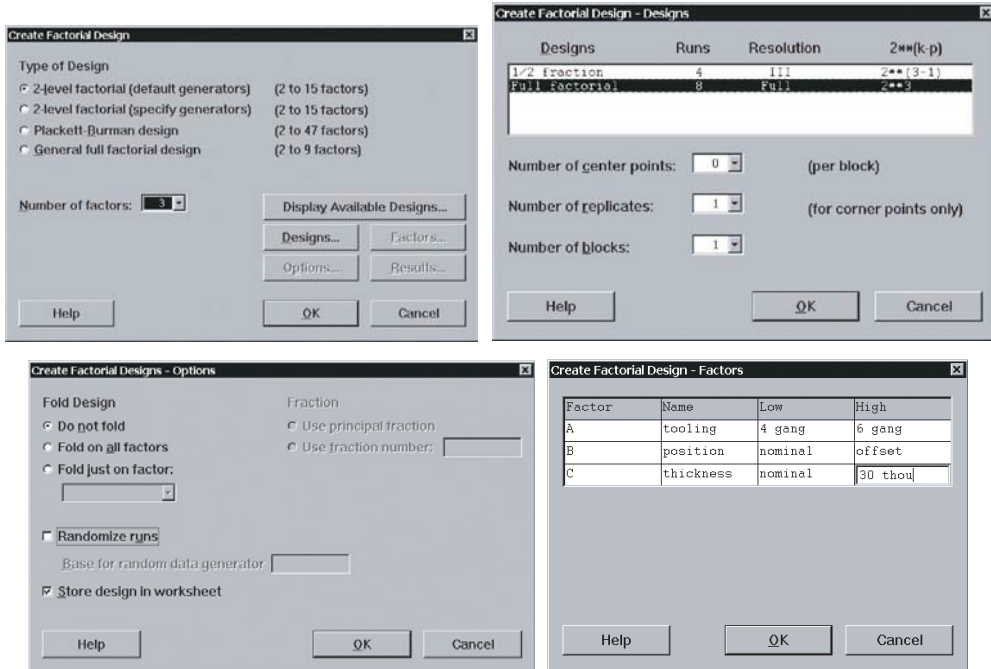 Create Factorial Design
Type of Design
2-level factorial (default generators) (2 to 15 factors)
2-level factorial (specify generators) (2 to 15 factors)
Plackett-Burman design (2 to 47 factors)
General full factorial design (2 to 9 factors)
Number of factors: 3
Display Available Designs...
Designs... Factors...
Options... Results...
Help OK Cancel
Create Factorial Design - Designs
Designs Runs Resolution 2**(k-p)
1/2 fraction 4 III 2**(3-1)
Full factorial 8 Full 2**3
Number of center points: 0 (per block)
Number of replicates: 1 (for corner points only)
Number of blocks: 1
Help OK Cancel
Create Factorial Designs - Options
Fold Design Fraction
Do not fold Use principal fraction
Fold on all factors Use fraction number:
Fold just on factor:
Randomize runs
Base for random data generator
Store design in worksheet
Help OK Cancel
Create Factorial Design - Factors
Factor Name Low High
A tooling 4 gang 6 gang
B position nominal offset
C thickness nominal 30 thou
Help OK Cancel